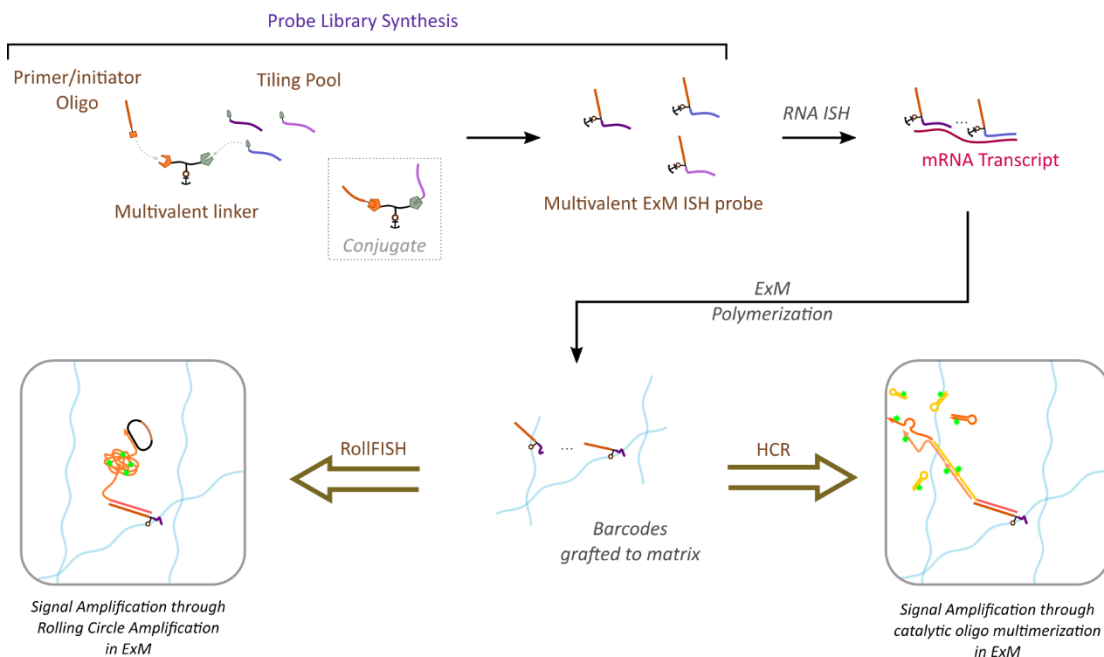 Probe Library Synthesis
Primer/initiator
Oligo
Tiling Pool
Multivalent linker
Conjugate
Multivalent ExM ISH probe
RNA ISH
...
mRNA Transcript
ExM
Polymerization
RollFISH
...
HCR
Barcodes
grafted to matrix
Signal Amplification through
Rolling Circle Amplification
in ExM
Signal Amplification through
catalytic oligo multimerization
in ExM